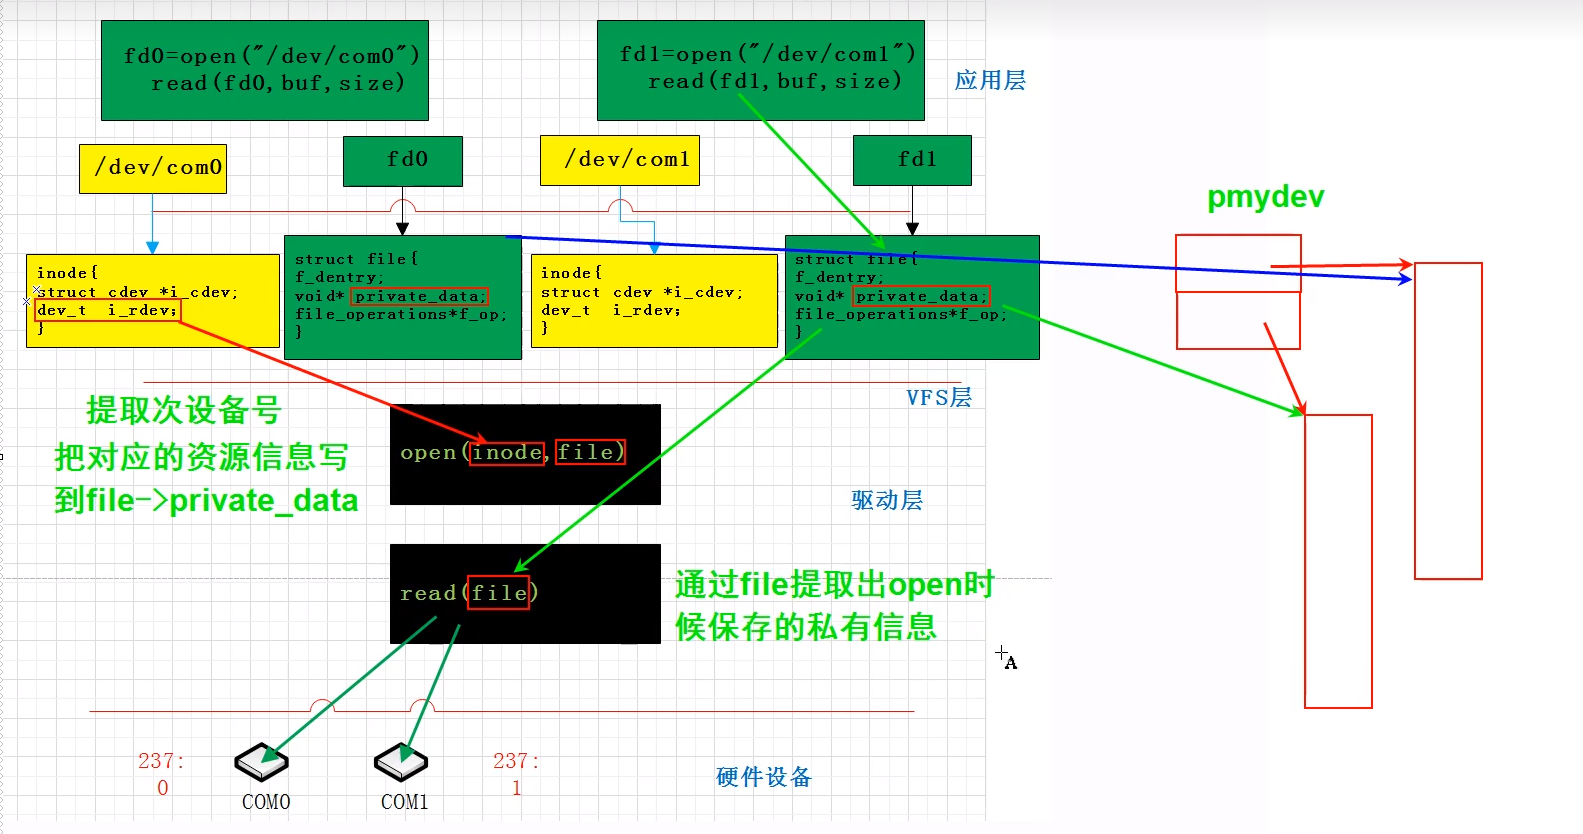 fd0=open("/dev/com0")
read(fd0,buf,size)
fd1=open("/dev/com1")
read(fd1,buf,size)
应用层
/dev/com0
fd0
/dev/com1
fd1
pmydev
inode{
struct cdev *i_cdev;
dev_t i_rdev;
}
struct file{
f_dentry;
void* private_data;
file_operations*f_op;
}
inode{
struct cdev *i_cdev;
dev_t i_rdev;
}
struct file{
f_dentry;
void* private_data;
file_operations*f_op;
}
VFS层
提取次设备号
把对应的资源信息写
到file->private_data
open(inode,file)
驱动层
read(file)
通过file提取出open时
候保存的私有信息
A
237:
0
COM0
COM1
237:
1
硬件设备